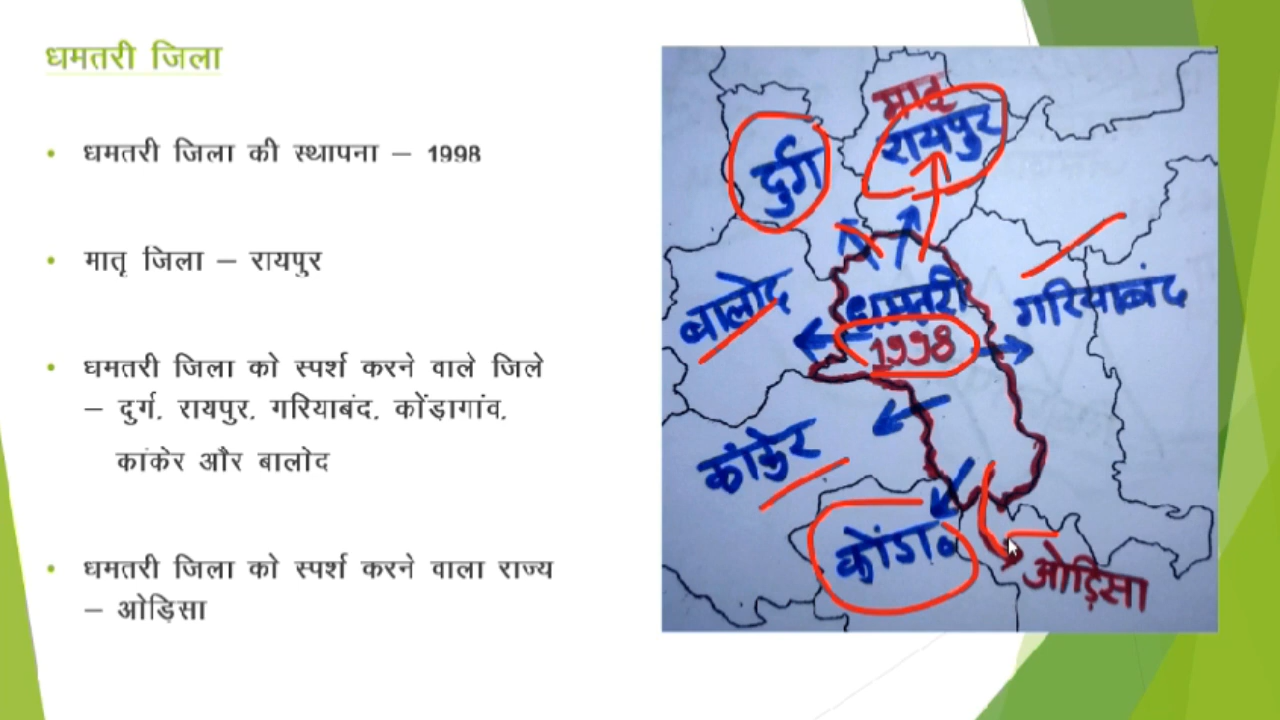 धमतरी जिला
धमतरी जिला की स्थापना – 1998
मातृ जिला – रायपुर
धमतरी जिला को स्पर्श करने वाले जिले
– दुर्ग, रायपुर, गरियाबंद, कोंड़ागांव,
कांकेर और बालोद
धमतरी जिला को स्पर्श करने वाला राज्य
– ओड़िसा
मातृ
रायपुर
दुर्ग
बालोद
धमतरी
1998
गरियाबंद
कांकेर
कोंडा०
ओड़िसा